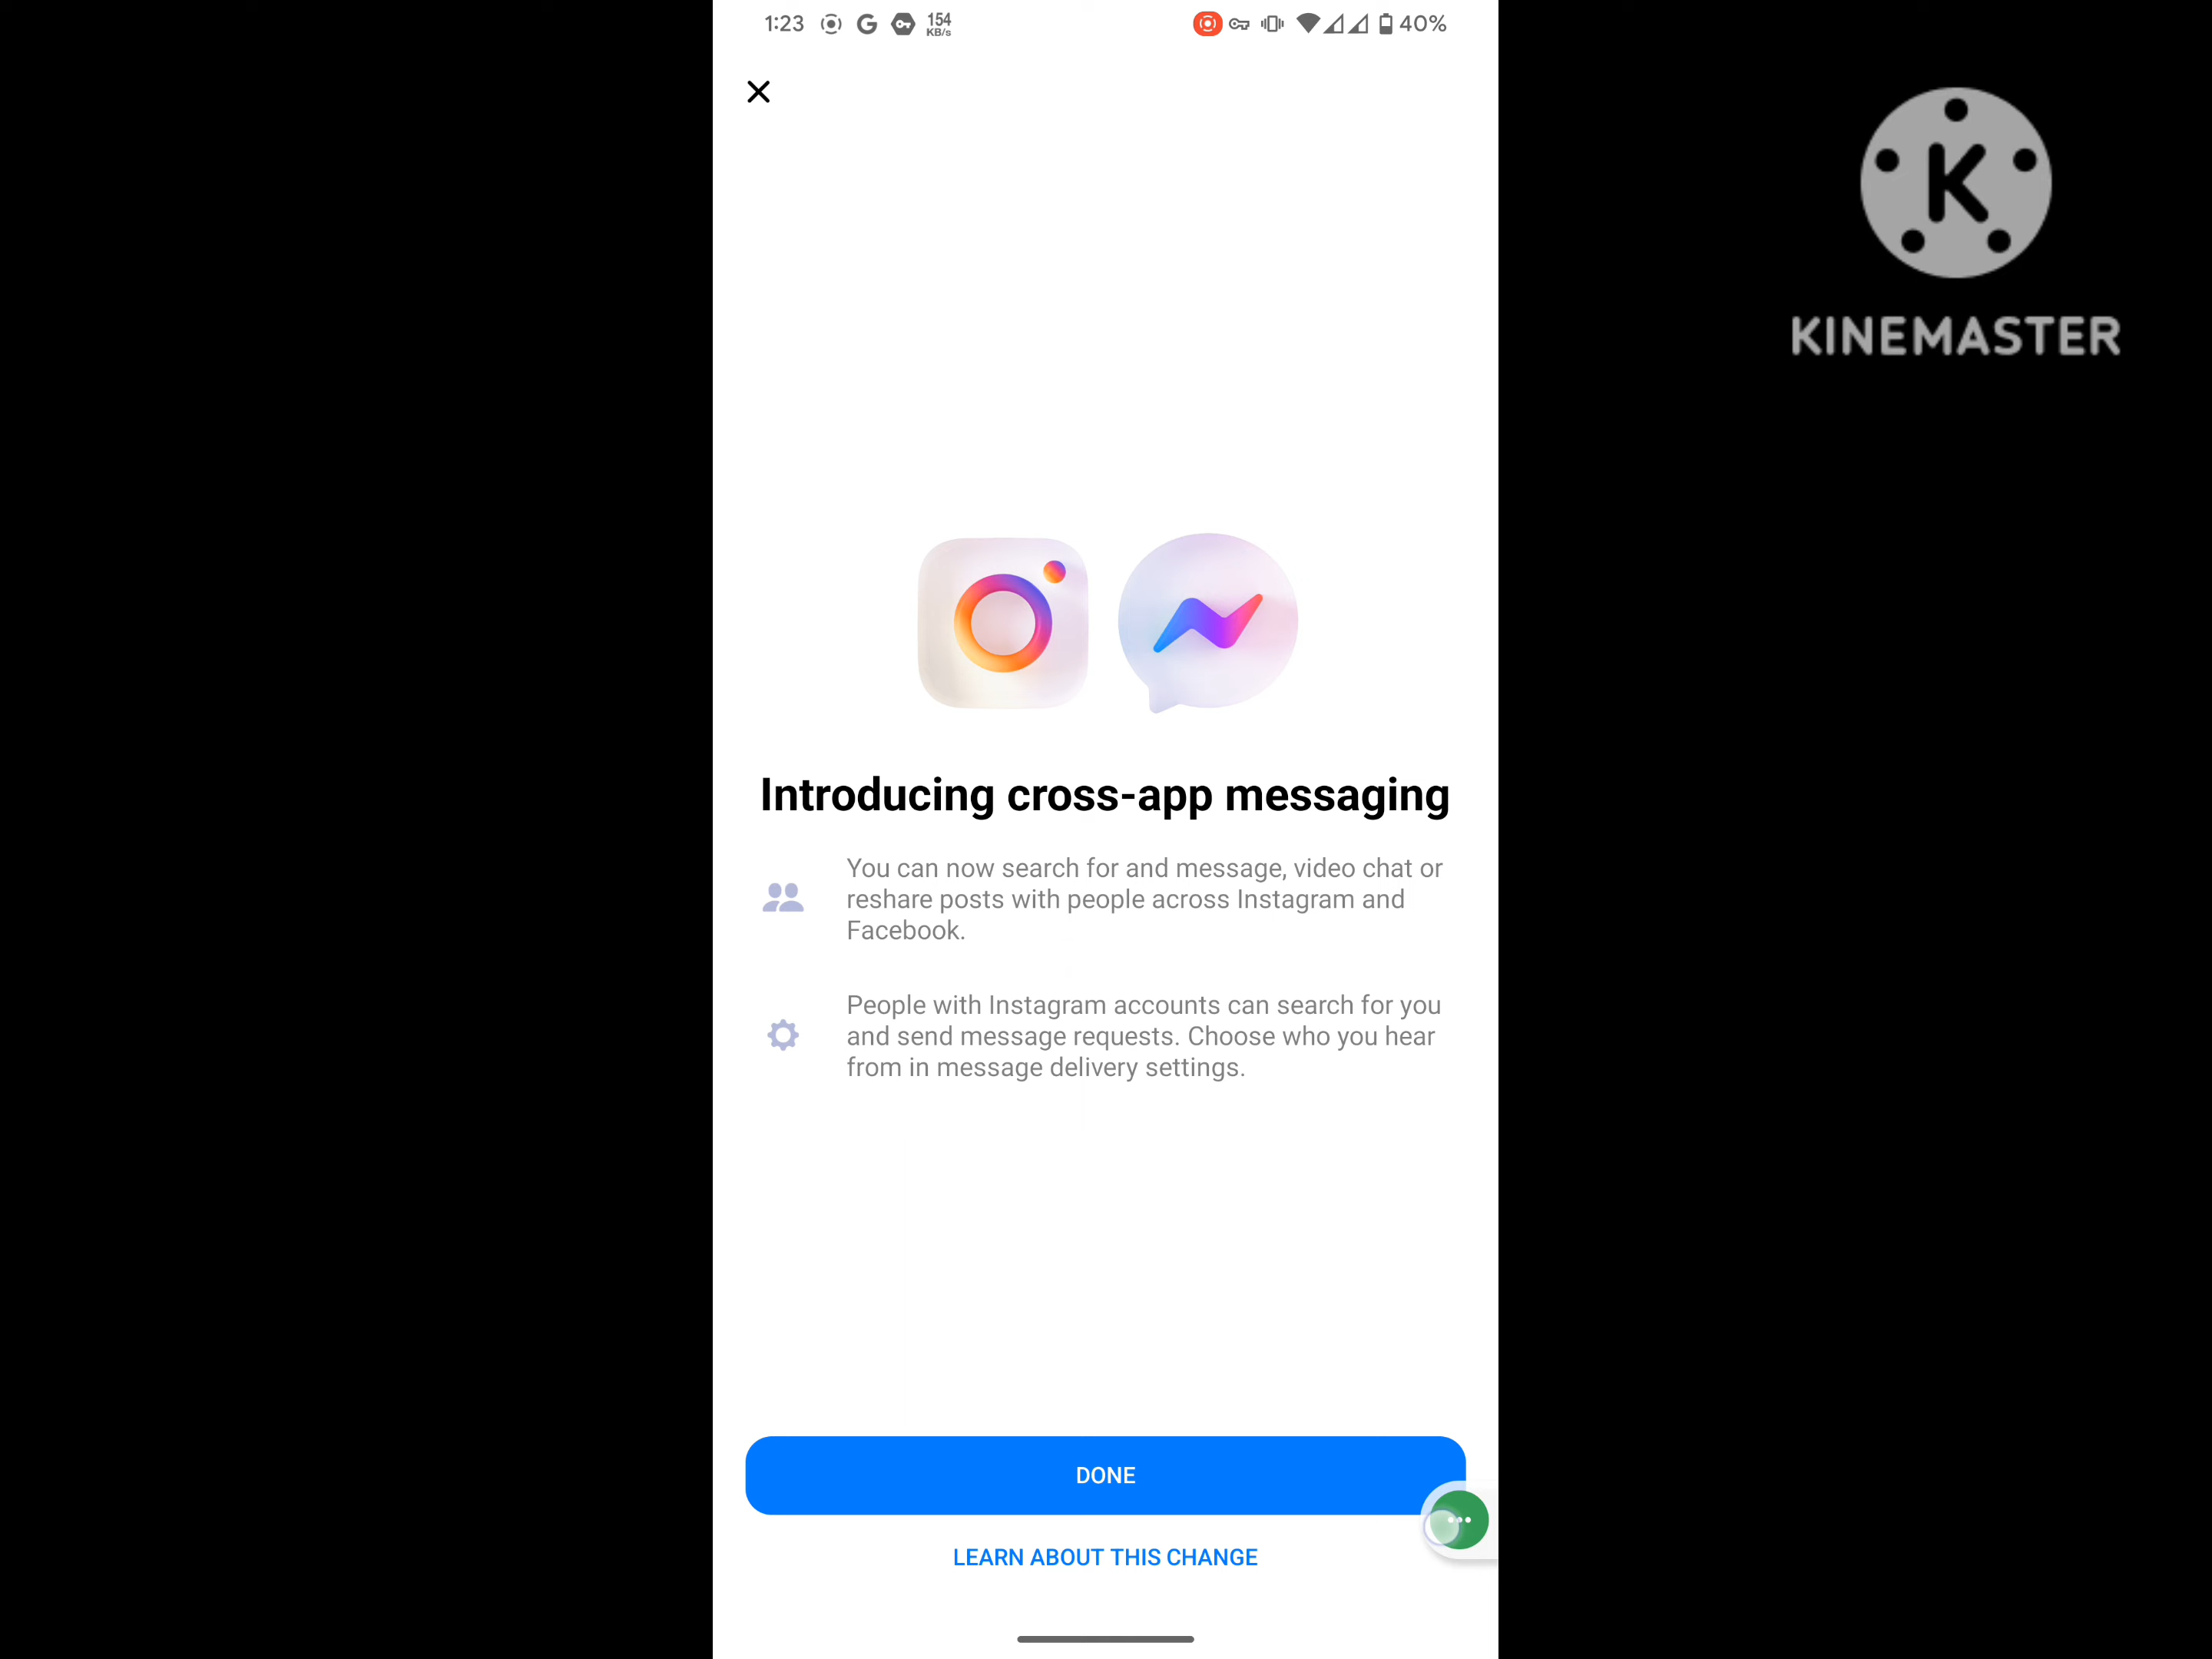 1:23 G 154 KB/s 40%
K
KINEMASTER
Introducing cross-app messaging
You can now search for and message, video chat or
reshare posts with people across Instagram and
Facebook.
People with Instagram accounts can search for you
and send message requests. Choose who you hear
from in message delivery settings.
DONE
LEARN ABOUT THIS CHANGE